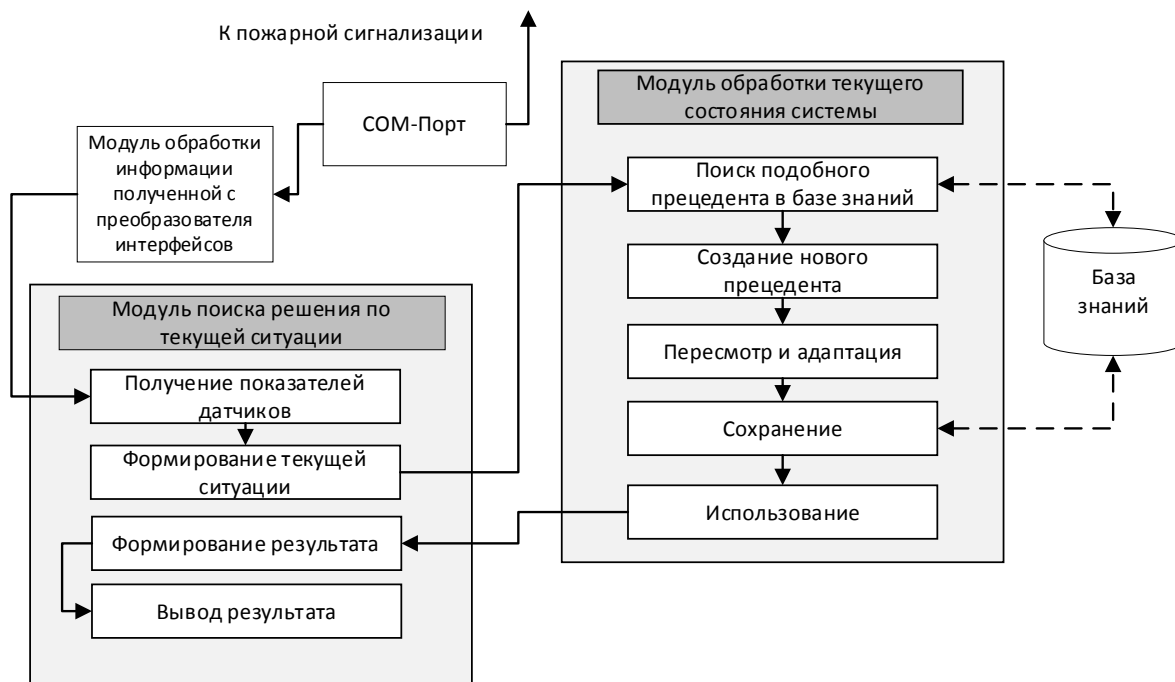 К пожарной сигнализации
COM-Порт
Модуль обработки
информации
полученной с
преобразователя
интерфейсов
Модуль поиска решения по
текущей ситуации
Получение показателей
датчиков
Формирование текущей
ситуации
Формирование результата
Вывод результата
Модуль обработки текущего
состояния системы
Поиск подобного
прецедента в базе знаний
Создание нового
прецедента
Пересмотр и адаптация
Сохранение
Использование
База
знаний